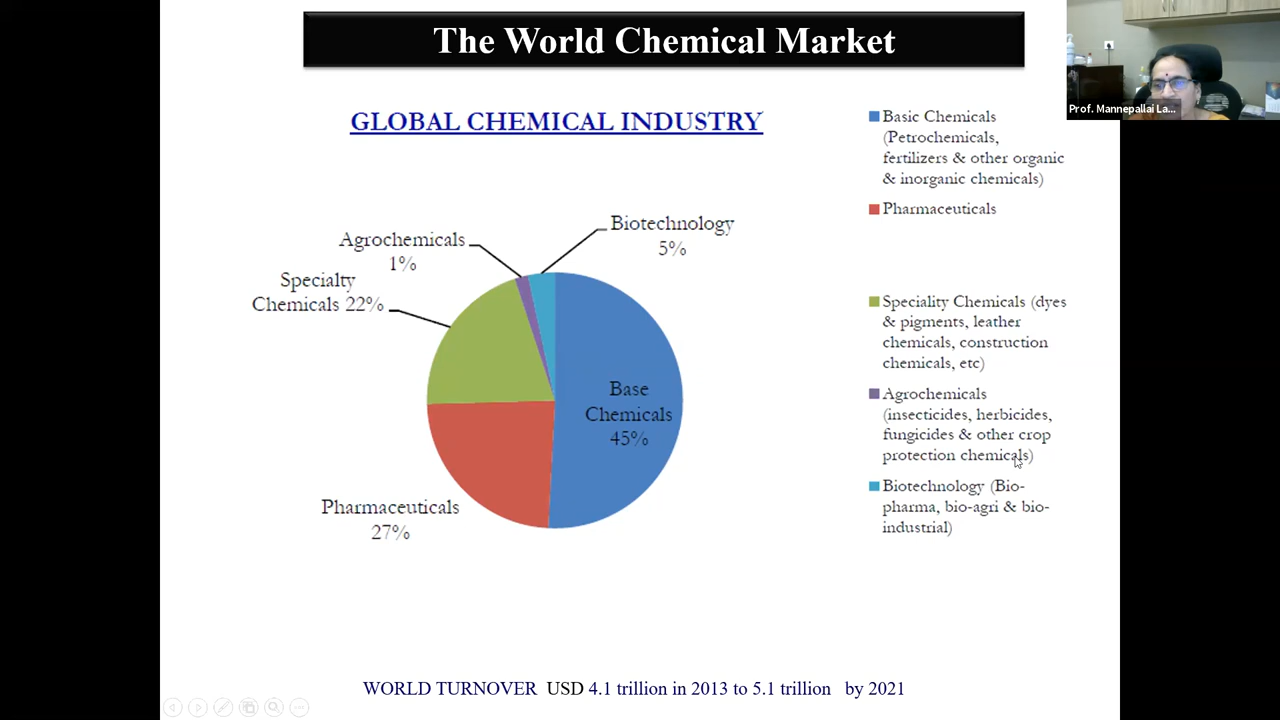 The World Chemical Market
Prof. Mannepallai La...
GLOBAL CHEMICAL INDUSTRY
Biotechnology
5%
Agrochemicals
1%
Specialty
Chemicals 22%
Base
Chemicals
45%
Pharmaceuticals
27%
Basic Chemicals
(Petrochemicals,
fertilizers & other organic
& inorganic chemicals)
Pharmaceuticals
Speciality Chemicals (dyes
& pigments, leather
chemicals, construction
chemicals, etc)
Agrochemicals
(insecticides, herbicides,
fungicides & other crop
protection chemicals)
Biotechnology (Bio-
pharma, bio-agri & bio-
industrial)
WORLD TURNOVER USD 4.1 trillion in 2013 to 5.1 trillion by 2021